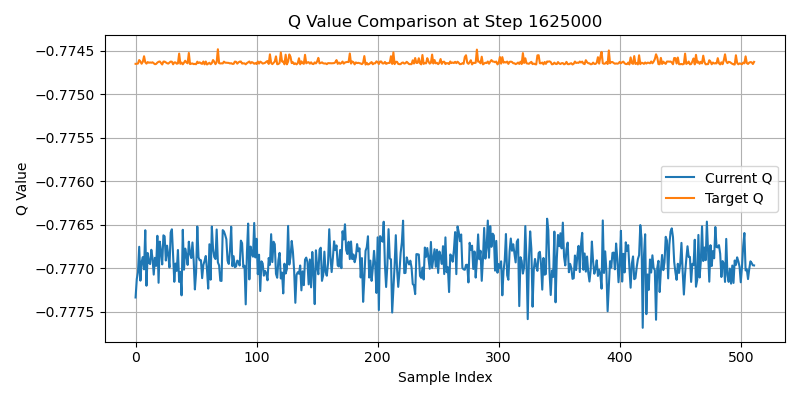 Q Value Comparison at Step 1625000
Q Value
−0.7745
−0.7750
−0.7755
−0.7760
−0.7765
−0.7770
−0.7775
Current Q
Target Q
0
100
200
300
400
500
Sample Index